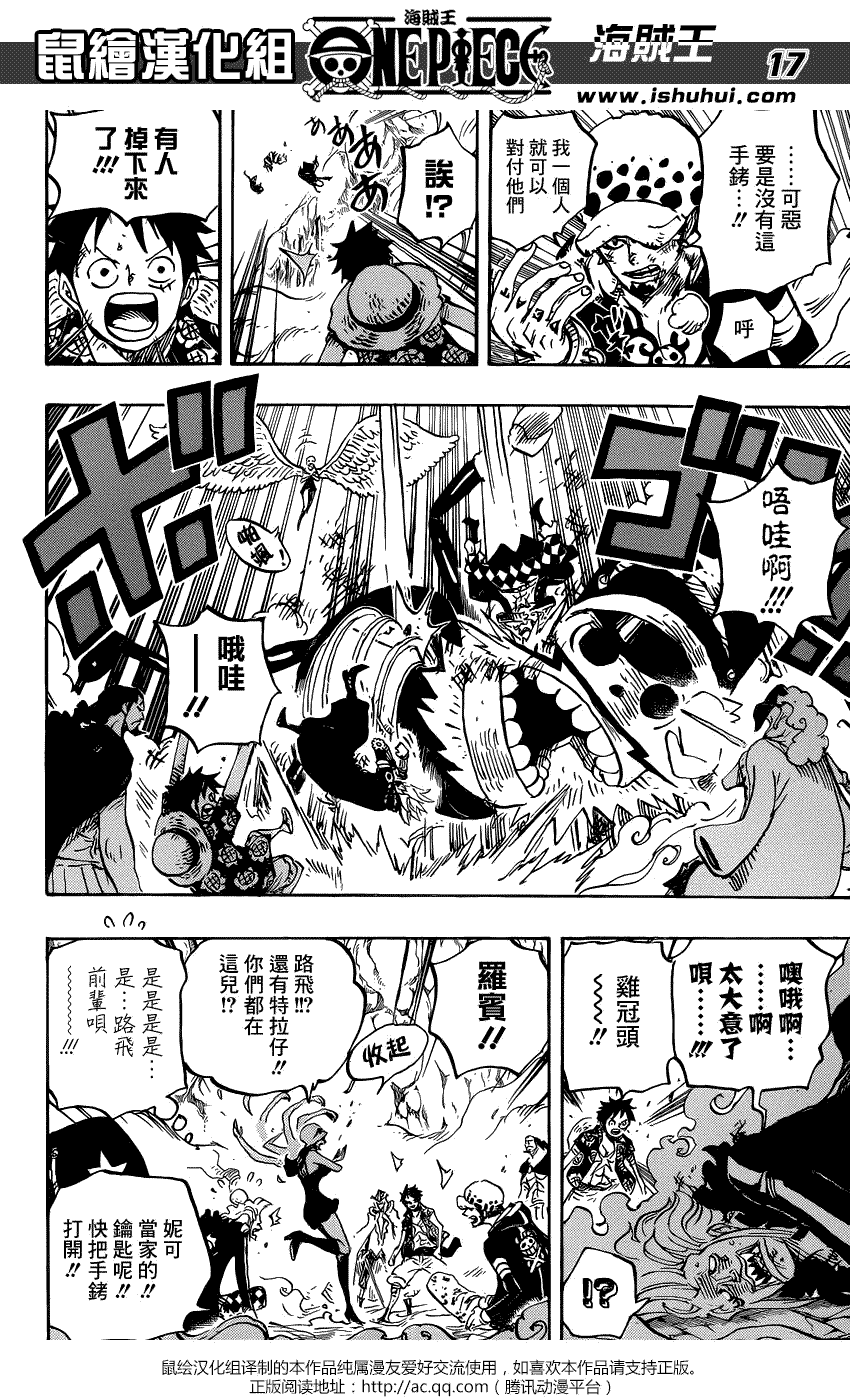 鼠繪漢化組
海賊王
ONE PIECE
海賊王
17
www.ishuhui.com
……可惡
要是沒有這
手銬…!!
呼
我一個人
就可以
對付他們
DEAT
誒!?
ああああ
有人
掉下來
了!!!
唔哇啊!!!
ゴ
ボ
哦哇
——!!
噢哦啊…
……啊
太大意了
唄……!!!
雞冠頭
~~~!!
!?
羅賓!!
路飛!!?
還有特拉仔!!
你們都在
這兒!?
收起
是是是是
是…路飛
前輩唄
~~~~!!!
妮可
當家的!!
鑰匙呢!!
快把手銬
打開!!
鼠绘汉化组译制的本作品纯属漫友爱好交流使用，如喜欢本作品请支持正版。
正版阅读地址：http://ac.qq.com（腾讯动漫平台）